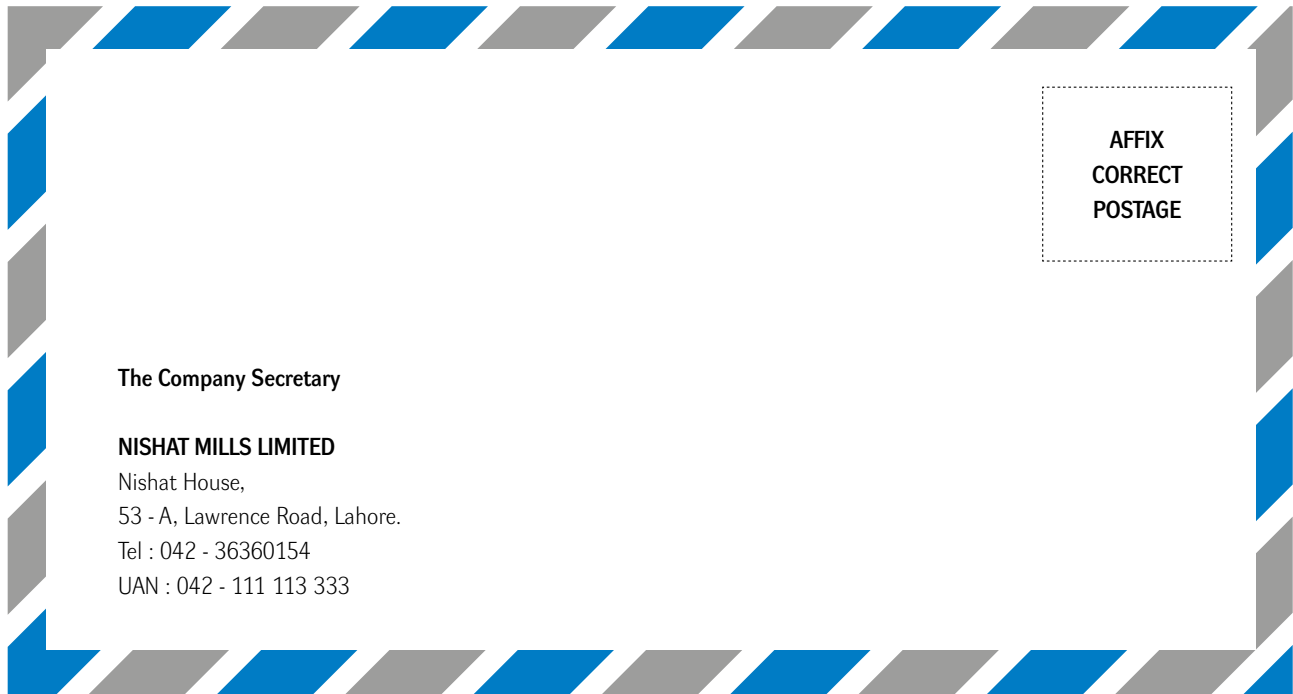 AFFIX
CORRECT
POSTAGE
The Company Secretary
NISHAT MILLS LIMITED
Nishat House,
53 - A, Lawrence Road, Lahore.
Tel : 042 - 36360154
UAN : 042 - 111 113 333